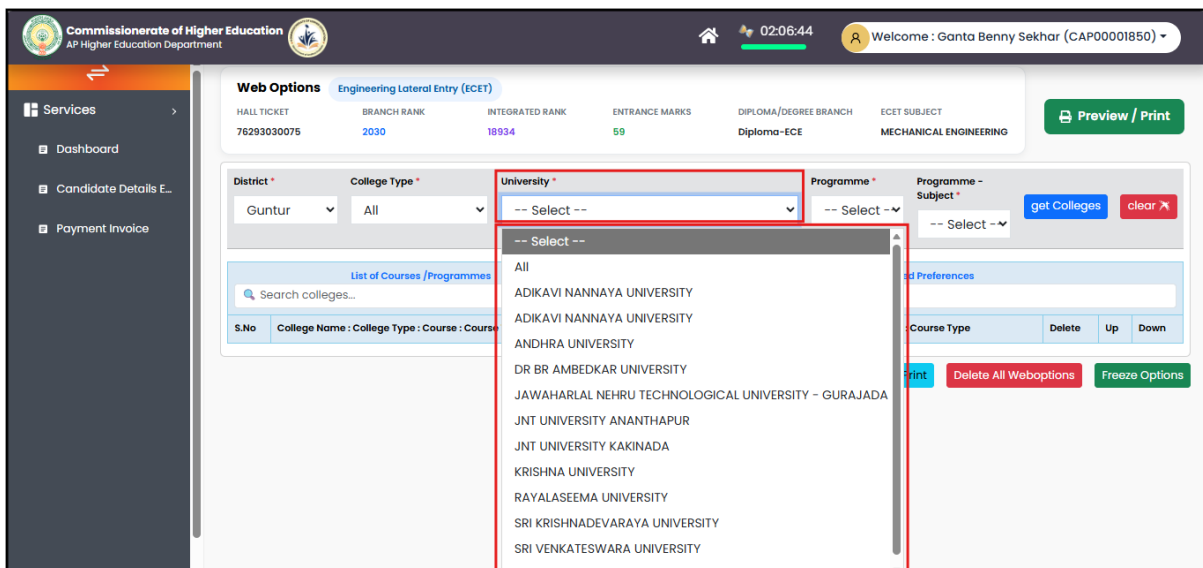 Commissionerate of Higher Education
AP Higher Education Department
02:06:44
Welcome : Ganta Benny Sekhar (CAP00001850)
Services
Dashboard
Candidate Details E...
Payment Invoice
Web Options Engineering Lateral Entry (ECET)
HALL TICKET BRANCH RANK INTEGRATED RANK ENTRANCE MARKS DIPLOMA/DEGREE BRANCH ECET SUBJECT
76293030075 2030 18934 59 Diploma-ECE MECHANICAL ENGINEERING
Preview / Print
District * College Type * University * Programme * Programme - Subject *
Guntur All -- Select -- -- Select -- -- Select --
get Colleges clear
-- Select --
All
ADIKAVI NANNAYA UNIVERSITY
ADIKAVI NANNAYA UNIVERSITY
ANDHRA UNIVERSITY
DR BR AMBEDKAR UNIVERSITY
JAWAHARLAL NEHRU TECHNOLOGICAL UNIVERSITY - GURAJADA
JNT UNIVERSITY ANANTHAPUR
JNT UNIVERSITY KAKINADA
KRISHNA UNIVERSITY
RAYALASEEMA UNIVERSITY
SRI KRISHNADEVARAYA UNIVERSITY
SRI VENKATESWARA UNIVERSITY
List of Courses /Programmes Preferences
Search colleges...
S.No College Name : College Type : Course : Course : Course Type Delete Up Down
Print Delete All Weboptions Freeze Options